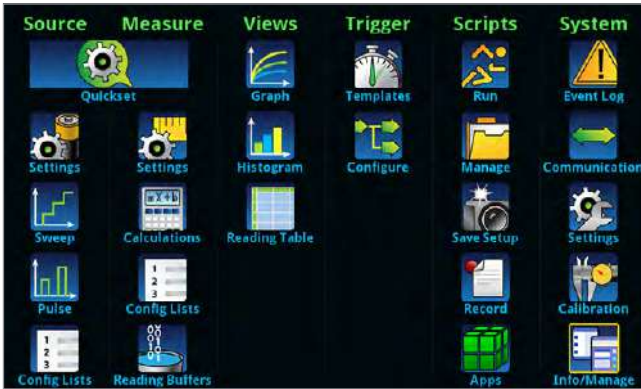 Source Measure Views Trigger Scripts System
Quickset Graph Templates Run Event Log
Settings Settings Histogram Configure Manage Communication
Sweep Calculations Reading Table Save Setup Settings
Pulse Config Lists Record Calibration
Config Lists Reading Buffers Apps Info/Manage